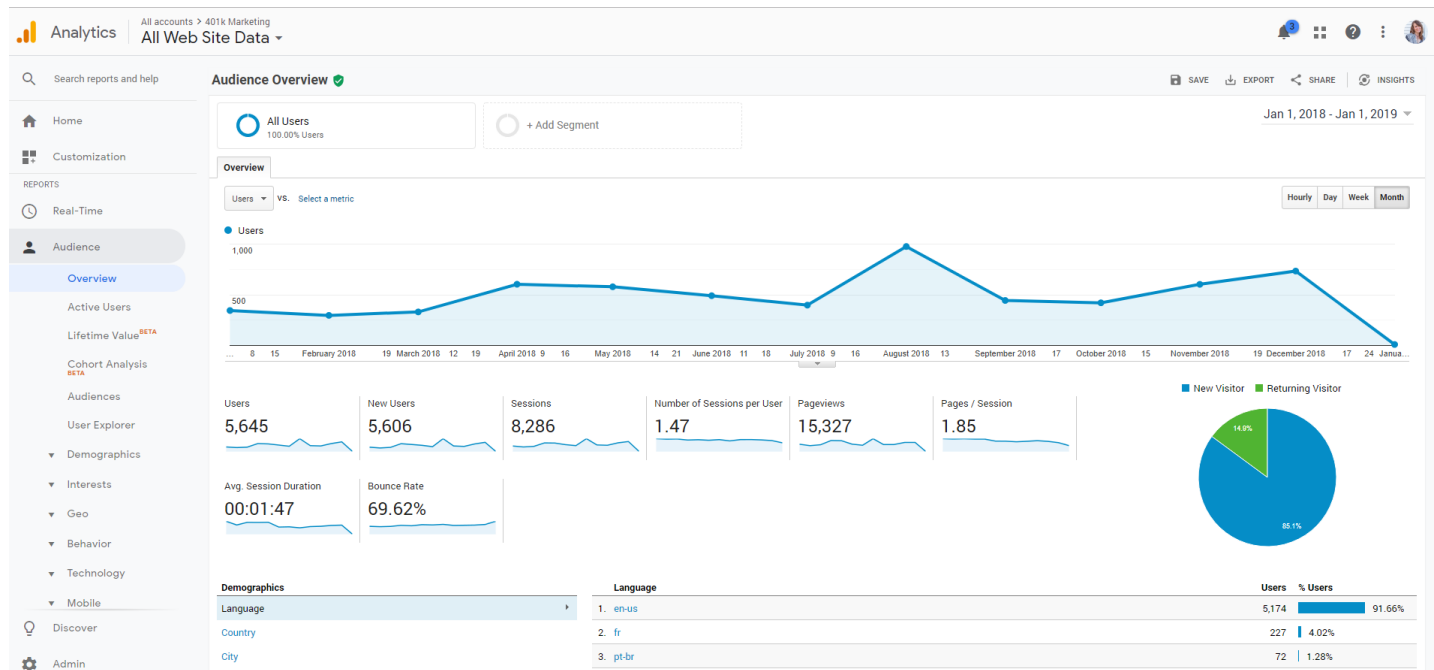 Analytics
All accounts > 401k Marketing
All Web Site Data
3
Search reports and help
Home
Customization
REPORTS
Real-Time
Audience
Overview
Active Users
Lifetime Value BETA
Cohort Analysis
BETA
Audiences
User Explorer
Demographics
Interests
Geo
Behavior
Technology
Mobile
Discover
Admin
Audience Overview
SAVE EXPORT SHARE INSIGHTS
All Users
100.00% Users
+ Add Segment
Jan 1, 2018 - Jan 1, 2019
Overview
Users VS. Select a metric
Hourly Day Week Month
Users
1,000
500
... 8 15 February 2018 19 March 2018 12 19 April 2018 9 16 May 2018 14 21 June 2018 11 18 July 2018 9 16 August 2018 13 September 2018 17 October 2018 15 November 2018 19 December 2018 17 24 Janua...
New Visitor Returning Visitor
Users New Users Sessions Number of Sessions per User Pageviews Pages / Session
5,645 5,606 8,286 1.47 15,327 1.85
14.9%
85.1%
Avg. Session Duration Bounce Rate
00:01:47 69.62%
Demographics
Language
Country
City
Language Users % Users
1. en-us 5,174 91.66%
2. fr 227 4.02%
3. pt-br 72 1.28%